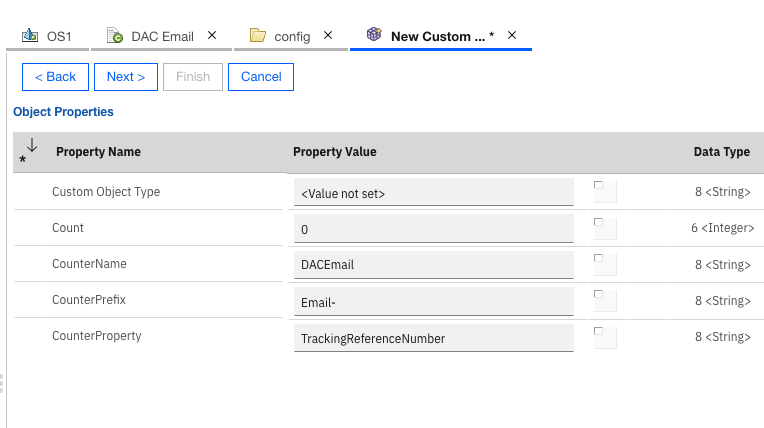 OS1 DAC Email × config × New Custom ... * ×
< Back Next > Finish Cancel
Object Properties
* Property Name Property Value Data Type
Custom Object Type <Value not set> 8 <String>
Count 0 6 <Integer>
CounterName DACEmail 8 <String>
CounterPrefix Email- 8 <String>
CounterProperty TrackingReferenceNumber 8 <String>